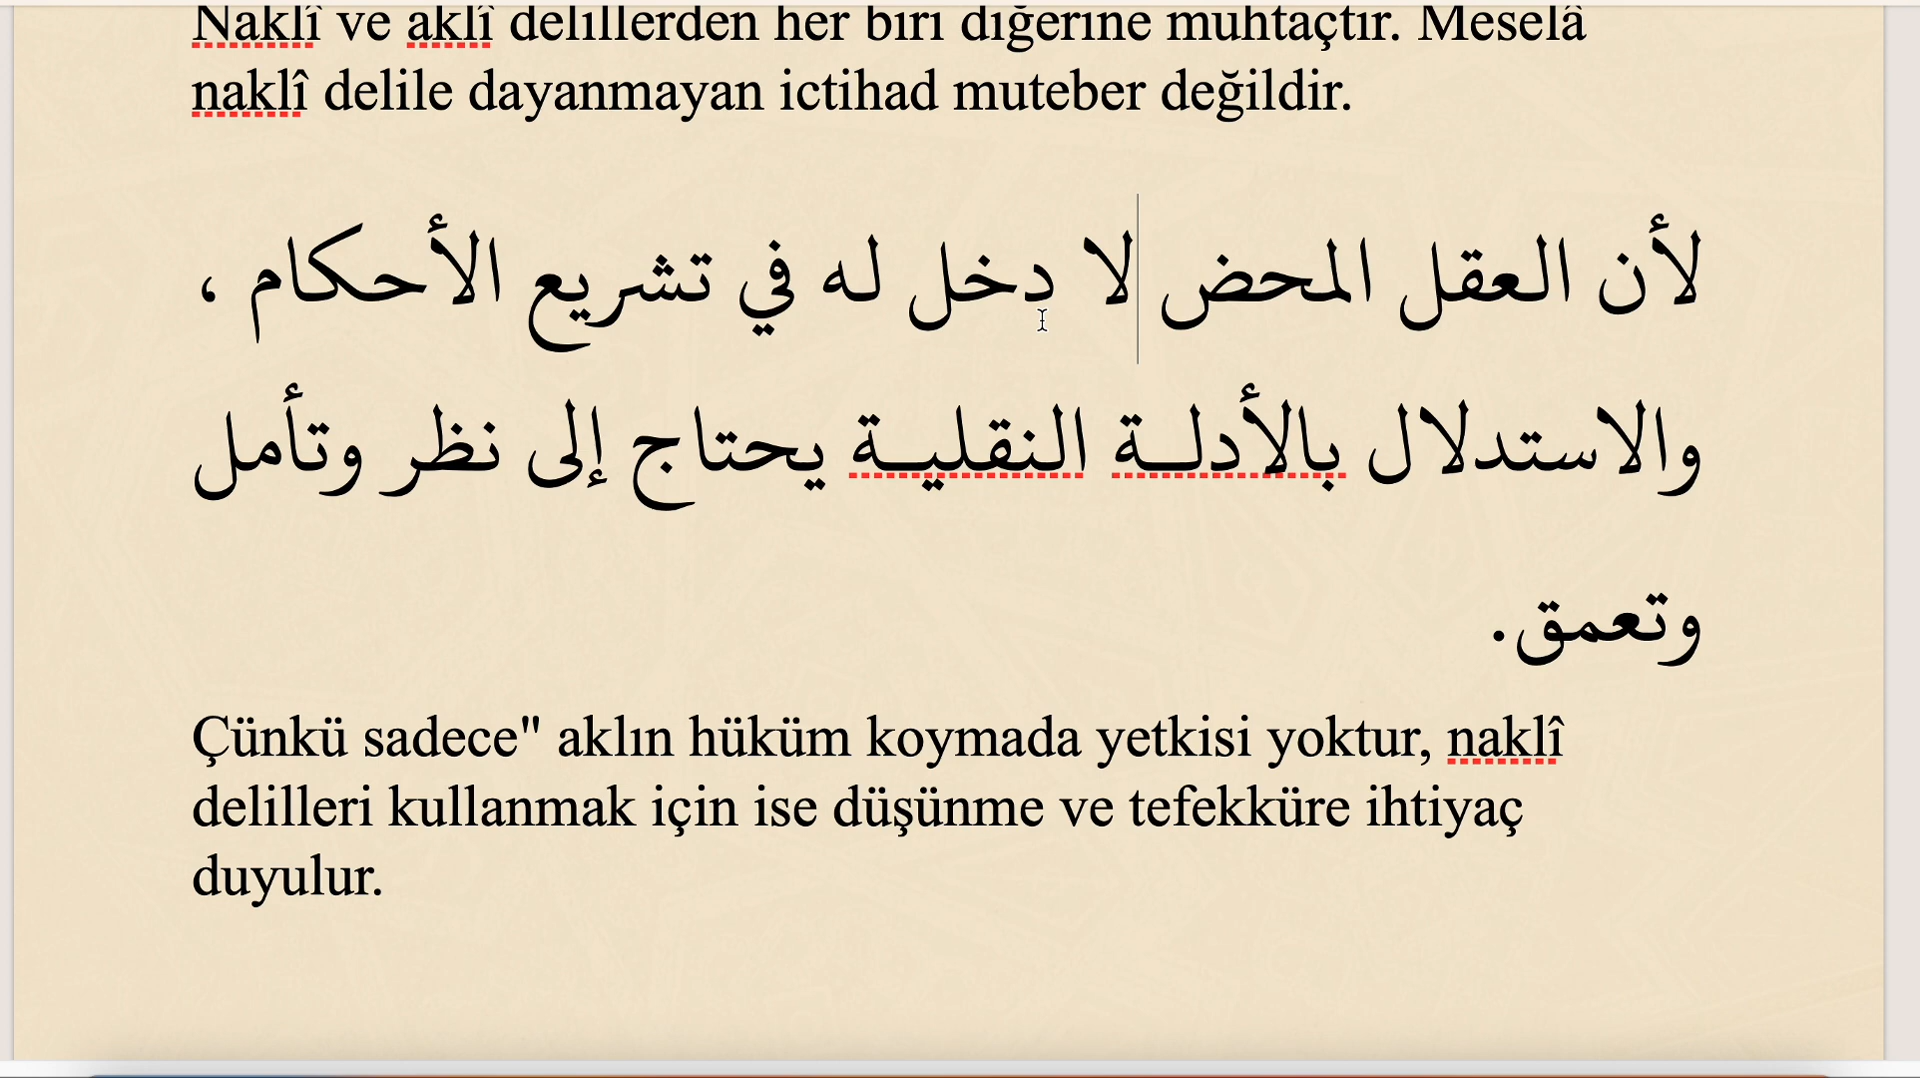 Naklî ve aklî delillerden her biri diğerine muhtaçtır. Meselâ
naklî delile dayanmayan ictihad muteber değildir.
لأن العقل المحض لا دخل له في تشريع الأحكام ،
والاستدلال بالأدلــة النقليــة يحتاج إلى نظر وتأمل
وتعمق.
Çünkü sadece" aklın hüküm koymada yetkisi yoktur, naklî
delilleri kullanmak için ise düşünme ve tefekküre ihtiyaç
duyulur.